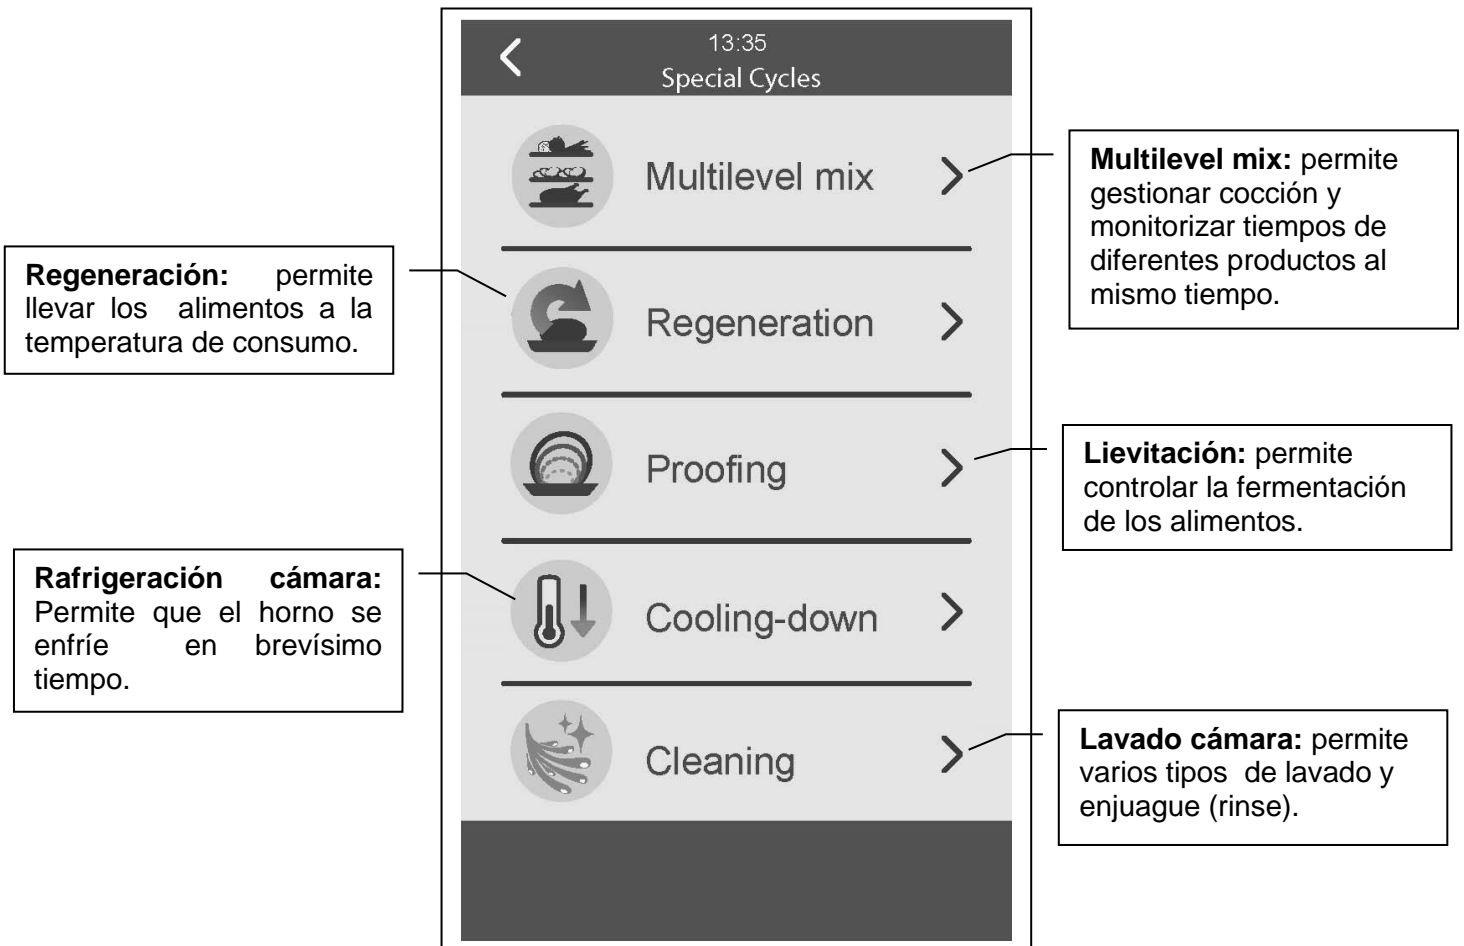 13:35
Special Cycles
Multilevel mix
Regeneration
Proofing
Cooling-down
Cleaning
Regeneración: permite
llevar los alimentos a la
temperatura de consumo.
Rafrigeración cámara:
Permite que el horno se
enfríe en brevísimo
tiempo.
Multilevel mix: permite
gestionar cocción y
monitorizar tiempos de
diferentes productos al
mismo tiempo.
Lievitación: permite
controlar la fermentación
de los alimentos.
Lavado cámara: permite
varios tipos de lavado y
enjuague (rinse).